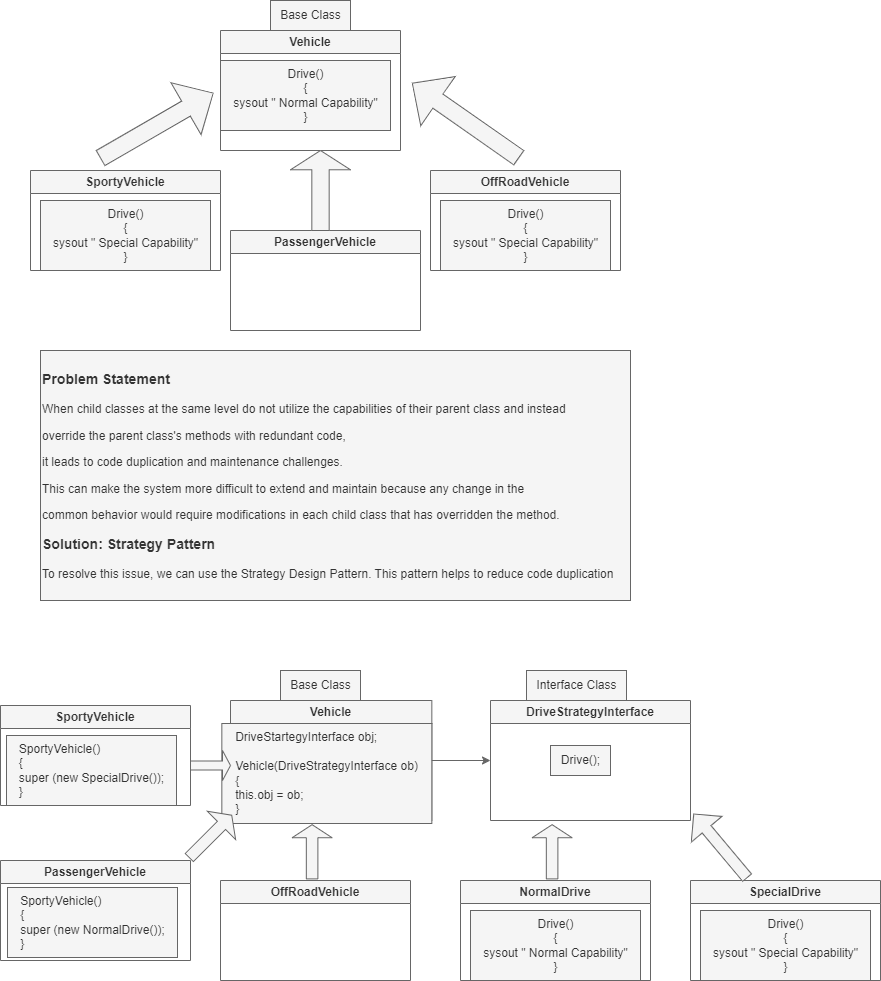 Base Class
Vehicle
Drive()
{
sysout " Normal Capability"
}
SportyVehicle
Drive()
{
sysout " Special Capability"
}
PassengerVehicle
OffRoadVehicle
Drive()
{
sysout " Special Capability"
}
Problem Statement
When child classes at the same level do not utilize the capabilities of their parent class and instead
override the parent class's methods with redundant code,
it leads to code duplication and maintenance challenges.
This can make the system more difficult to extend and maintain because any change in the
common behavior would require modifications in each child class that has overridden the method.
Solution: Strategy Pattern
To resolve this issue, we can use the Strategy Design Pattern. This pattern helps to reduce code duplication
SportyVehicle
SportyVehicle()
{
super (new SpecialDrive());
}
Base Class
Vehicle
DriveStartegyInterface obj;
Vehicle(DriveStrategyInterface ob)
{
this.obj = ob;
}
Interface Class
DriveStrategyInterface
Drive();
PassengerVehicle
SportyVehicle()
{
super (new NormalDrive());
}
OffRoadVehicle
NormalDrive
Drive()
{
sysout " Normal Capability"
}
SpecialDrive
Drive()
{
sysout " Special Capability"
}